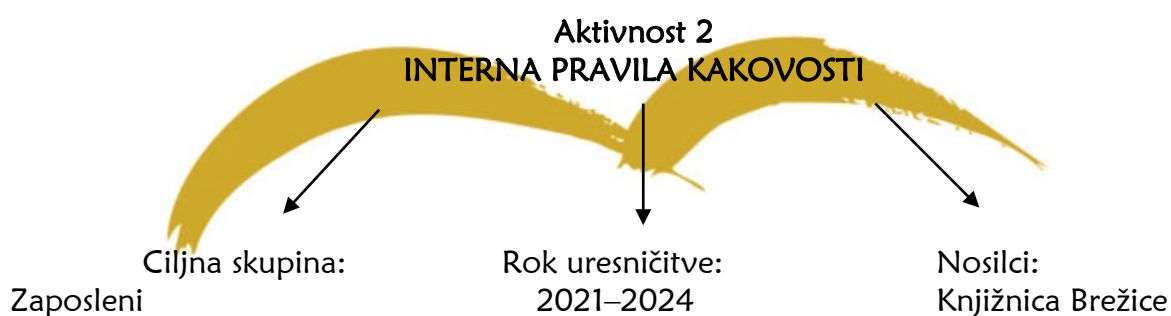 Aktivnost 2
INTERNA PRAVILA KAKOVOSTI
Ciljna skupina:
Zaposleni
Rok uresničitve:
2021–2024
Nosilci:
Knjižnica Brežice